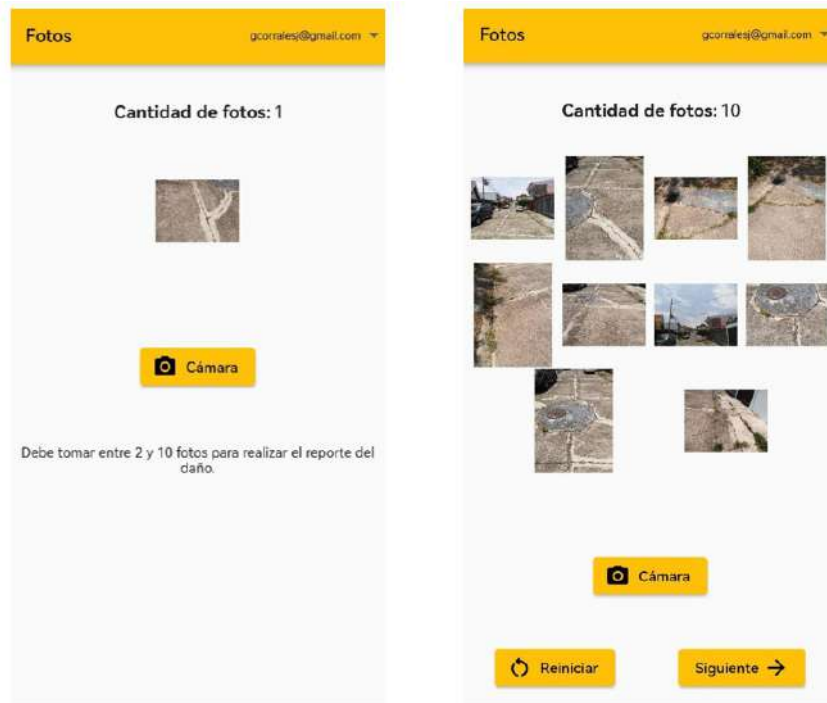 Fotos
gcorralesj@gmail.com
Cantidad de fotos: 1
Cámara
Debe tomar entre 2 y 10 fotos para realizar el reporte del
daño.
Fotos
gcorralesj@gmail.com
Cantidad de fotos: 10
Cámara
Reiniciar
Siguiente